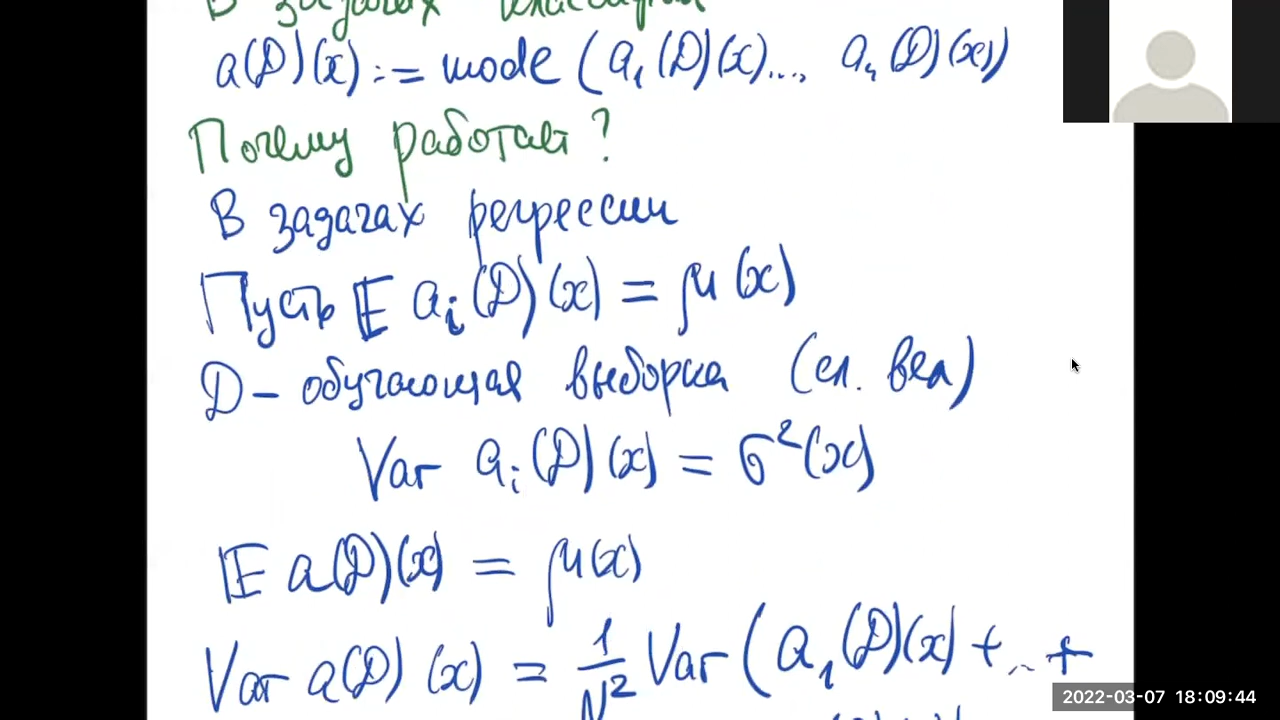 В задачах
a(D)(x) := mode (a₁(D)(x)..., aₙ(D)(x))
Почему работает?
В задачах регрессии
Пусть 𝔼 aᵢ(D)(x) = μ(x)
D - обучающая выборка (сл. вел)
Var aᵢ(D)(x) = σ²(x)
𝔼 a(D)(x) = μ(x)
Var a(D)(x) = 1/N² Var (a₁(D)(x) + ... +
2022-03-07 18:09:44